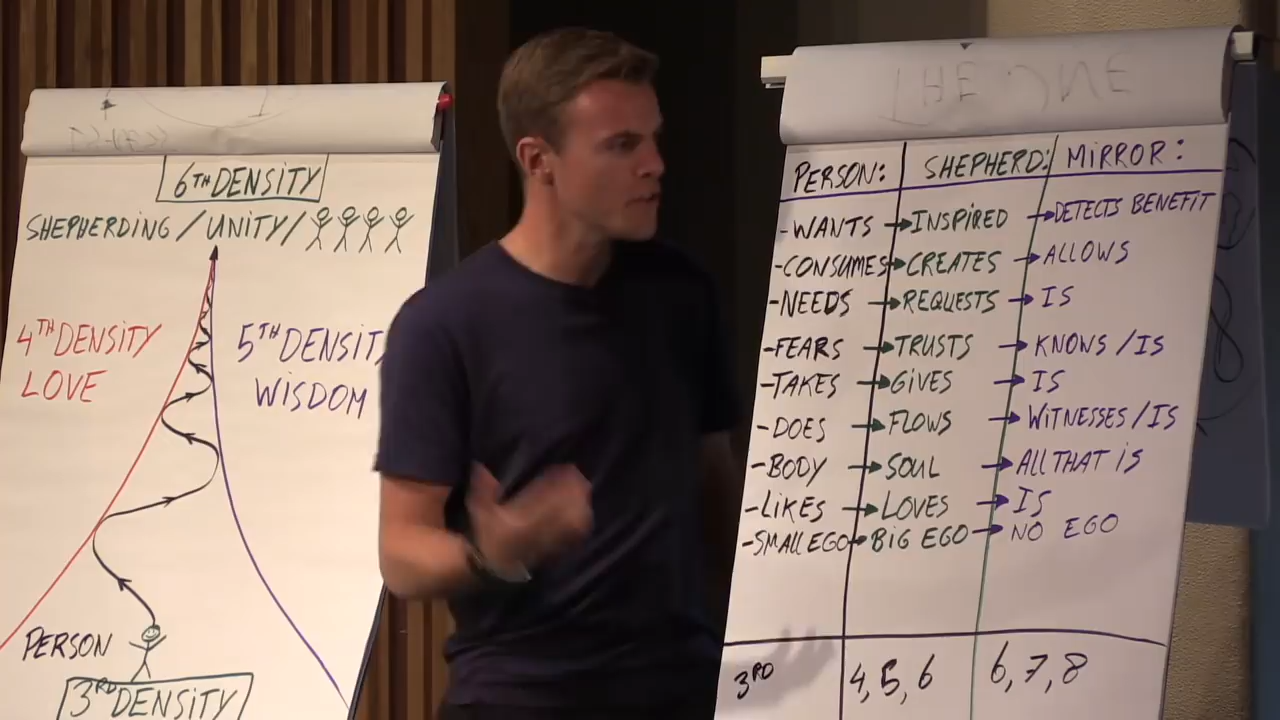 6TH DENSITY
SHEPHERDING / UNITY /
4TH DENSITY
LOVE
5TH DENSIT
WISDOM
PERSON
3RD DENSITY
THE ONE
PERSON: SHEPHERD: MIRROR:
-WANTS → INSPIRED → DETECTS BENEFIT
-CONSUMES → CREATES → ALLOWS
-NEEDS → REQUESTS → IS
-FEARS → TRUSTS → KNOWS / IS
-TAKES → GIVES → IS
-DOES → FLOWS → WITNESSES/IS
-BODY → SOUL → ALL THAT IS
-LIKES → LOVES → IS
-SMALL EGO → BIG EGO → NO EGO
3RD 4, 5, 6 6, 7, 8